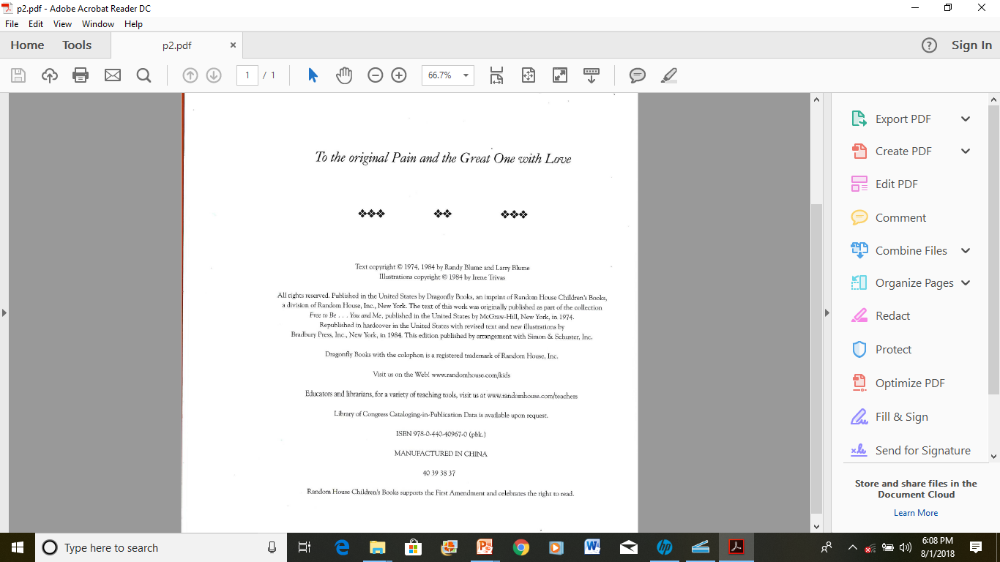 p2.pdf - Adobe Acrobat Reader DC
File Edit View Window Help
Home Tools p2.pdf × ? Sign In
1 / 1 66.7%
To the original Pain and the Great One with Love
❖❖❖ ❖❖ ❖❖❖
Text copyright © 1974, 1984 by Randy Blume and Larry Blume
Illustrations copyright © 1984 by Irene Trivas
All rights reserved. Published in the United States by Dragonfly Books, an imprint of Random House Children's Books,
a division of Random House, Inc., New York. The text of this work was originally published as part of the collection
Free to Be . . . You and Me, published in the United States by McGraw-Hill, New York, in 1974.
Republished in hardcover in the United States with revised text and new illustrations by
Bradbury Press, Inc., New York, in 1984. This edition published by arrangement with Simon & Schuster, Inc.
Dragonfly Books with the colophon is a registered trademark of Random House, Inc.
Visit us on the Web! www.randomhouse.com/kids
Educators and librarians, for a variety of teaching tools, visit us at www.randomhouse.com/teachers
Library of Congress Cataloging-in-Publication Data is available upon request.
ISBN 978-0-440-40967-0 (pbk.)
MANUFACTURED IN CHINA
40 39 38 37
Random House Children's Books supports the First Amendment and celebrates the right to read.
Export PDF
Create PDF
Edit PDF
Comment
Combine Files
Organize Pages
Redact
Protect
Optimize PDF
Fill & Sign
Send for Signature
Store and share files in the
Document Cloud
Learn More
Type here to search
6:08 PM
8/1/2018